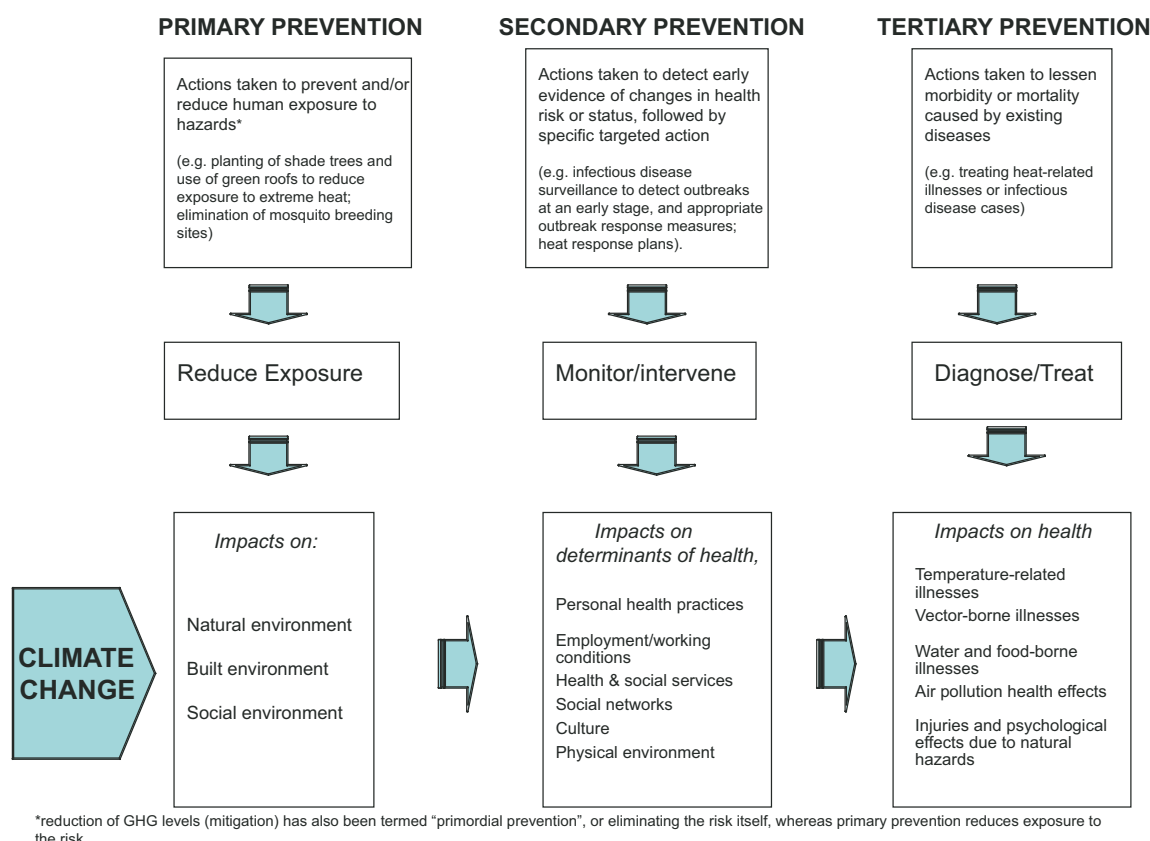 PRIMARY PREVENTION
SECONDARY PREVENTION
TERTIARY PREVENTION
Actions taken to prevent and/or
reduce human exposure to
hazards*
(e.g. planting of shade trees and
use of green roofs to reduce
exposure to extreme heat;
elimination of mosquito breeding
sites)
Actions taken to detect early
evidence of changes in health
risk or status, followed by
specific targeted action
(e.g. infectious disease
surveillance to detect outbreaks
at an early stage, and appropriate
outbreak response measures;
heat response plans).
Actions taken to lessen
morbidity or mortality
caused by existing
diseases
(e.g. treating heat-related
illnesses or infectious
disease cases)
Reduce Exposure
Monitor/intervene
Diagnose/Treat
CLIMATE
CHANGE
Impacts on:
Natural environment
Built environment
Social environment
Impacts on
determinants of health,
Personal health practices
Employment/working
conditions
Health & social services
Social networks
Culture
Physical environment
Impacts on health
Temperature-related
illnesses
Vector-borne illnesses
Water and food-borne
illnesses
Air pollution health effects
Injuries and psychological
effects due to natural
hazards
*reduction of GHG levels (mitigation) has also been termed “primordial prevention”, or eliminating the risk itself, whereas primary prevention reduces exposure to
the risk